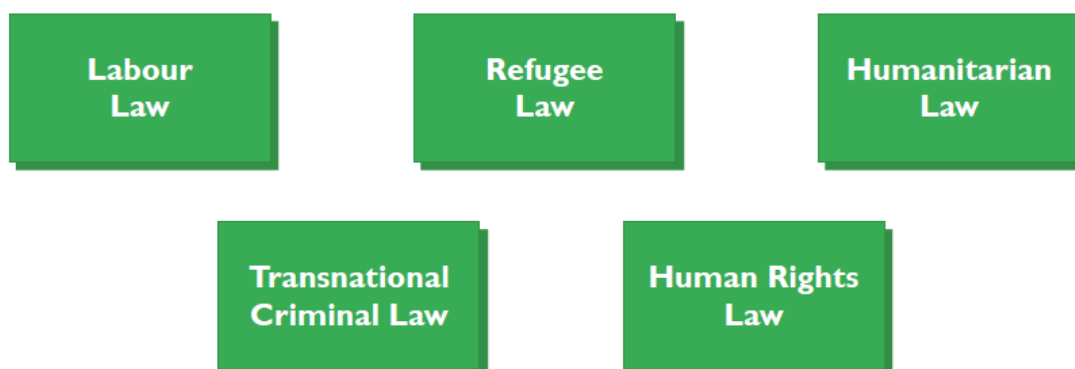 Labour
Law
Refugee
Law
Humanitarian
Law
Transnational
Criminal Law
Human Rights
Law